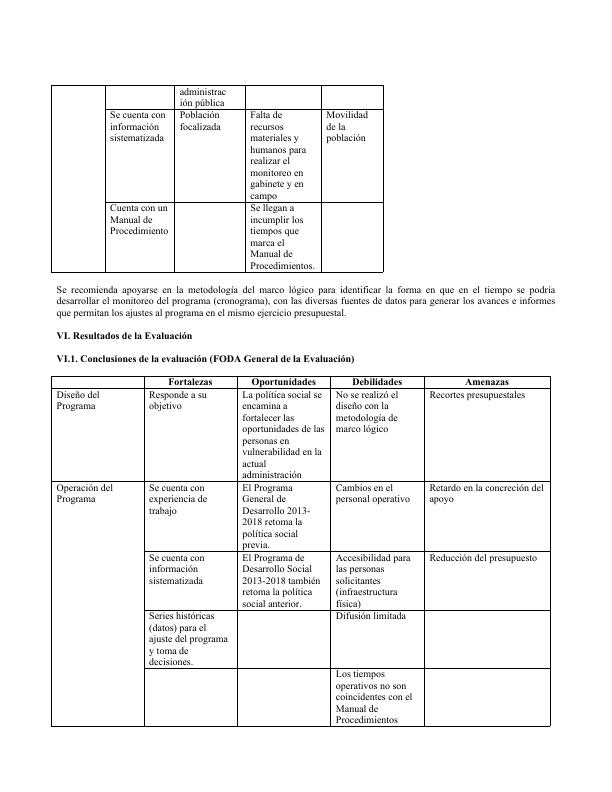 administrac
ión pública
Se cuenta con
información
sistematizada
Población
focalizada
Falta de
recursos
materiales y
humanos para
realizar el
monitoreo en
gabinete y en
campo
Movilidad
de la
población
Cuenta con un
Manual de
Procedimiento
Se llegan a
incumplir los
tiempos que
marca el
Manual de
Procedimientos.
Se recomienda apoyarse en la metodología del marco lógico para identificar la forma en que en el tiempo se podría
desarrollar el monitoreo del programa (cronograma), con las diversas fuentes de datos para generar los avances e informes
que permitan los ajustes al programa en el mismo ejercicio presupuestal.
VI. Resultados de la Evaluación
VI.1. Conclusiones de la evaluación (FODA General de la Evaluación)
Fortalezas Oportunidades Debilidades Amenazas
Diseño del
Programa
Responde a su
objetivo
La política social se
encamina a
fortalecer las
oportunidades de las
personas en
vulnerabilidad en la
actual
administración
No se realizó el
diseño con la
metodología de
marco lógico
Recortes presupuestales
Operación del
Programa
Se cuenta con
experiencia de
trabajo
El Programa
General de
Desarrollo 2013-
2018 retoma la
política social
previa.
Cambios en el
personal operativo
Retardo en la concreción del
apoyo
Se cuenta con
información
sistematizada
El Programa de
Desarrollo Social
2013-2018 también
retoma la política
social anterior.
Accesibilidad para
las personas
solicitantes
(infraestructura
física)
Reducción del presupuesto
Series históricas
(datos) para el
ajuste del programa
y toma de
decisiones.
Difusión limitada
Los tiempos
operativos no son
coincidentes con el
Manual de
Procedimientos